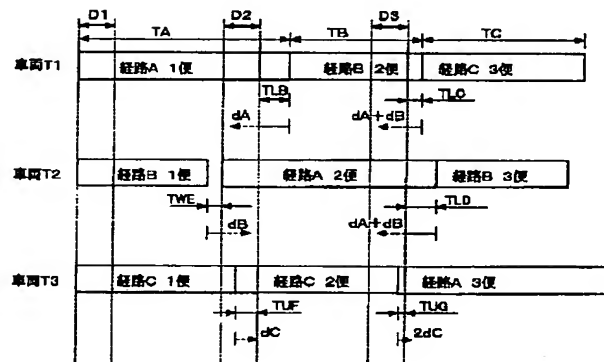 D1 D2 D3
TA TB TC
車両T1 経路A 1便 経路B 2便 経路C 3便
TLB TLC
dA dA+dB
車両T2 経路B 1便 経路A 2便 経路B 3便
TWE TLD
dB dA+dB
車両T3 経路C 1便 経路C 2便 経路A 3便
TUF TUG
dC 2dC